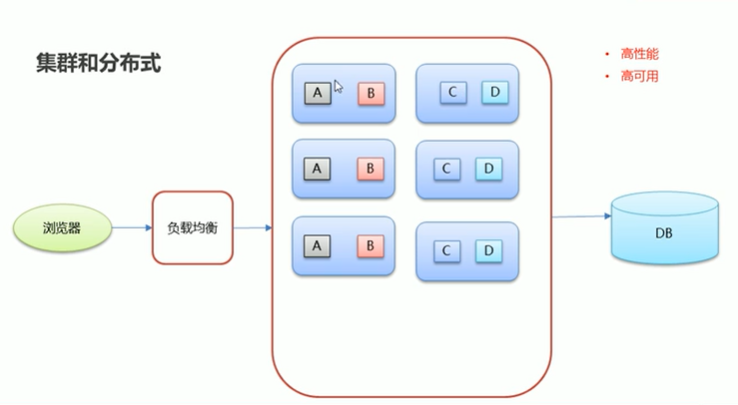 集群和分布式
• 高性能
• 高可用
A B C D
A B C D
浏览器
负载均衡
A B C D
DB